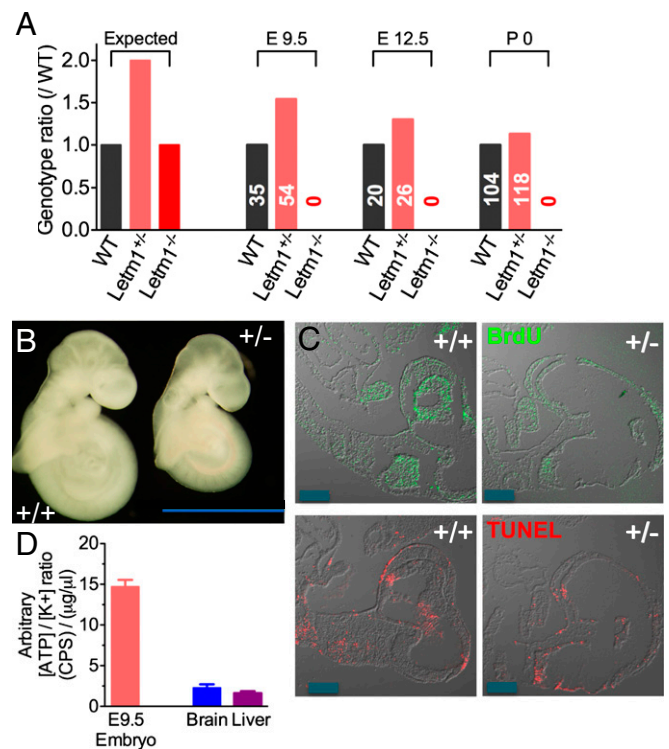 A
Expected
E 9.5
E 12.5
P 0
Genotype ratio (/ WT)
2.0
1.5
1.0
0.5
0.0
35
54
0
20
26
0
104
118
0
WT
Letm1+/-
Letm1-/-
WT
Letm1+/-
Letm1-/-
WT
Letm1+/-
Letm1-/-
WT
Letm1+/-
Letm1-/-
B
+/-
+/+
C
+/+
BrdU
+/-
+/+
TUNEL
+/-
D
Arbitrary
[ATP] / [K+] ratio
(CPS) / (µg/µl)
20
15
10
5
0
E9.5
Embryo
Brain
Liver